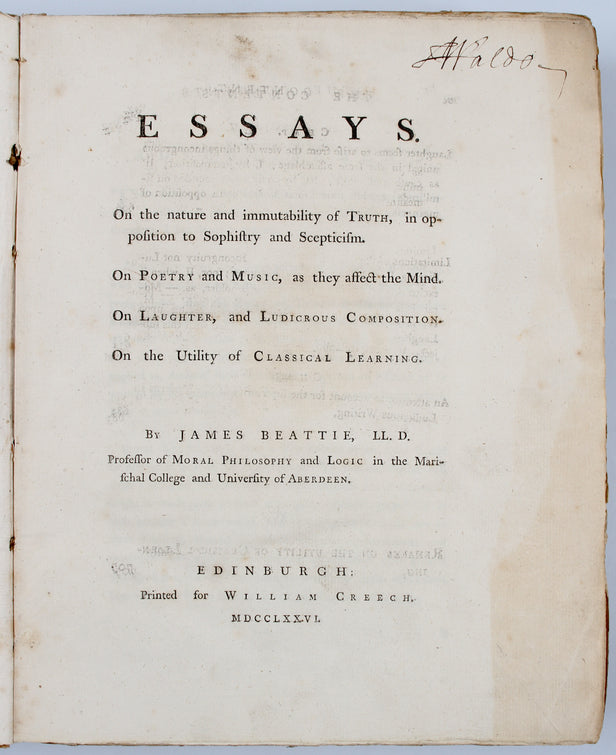 Waldo
ESSAYS.
On the nature and immutability of TRUTH, in op-
poſition to Sophiſtry and Scepticiſm.
On POETRY and MUSIC, as they affect the Mind.
On LAUGHTER, and LUDICROUS COMPOSITION.
On the Utility of CLASSICAL LEARNING.
By JAMES BEATTIE, LL. D.
Profeſſor of MORAL PHILOSOPHY and LOGIC in the Mari-
ſchal College and Univerſity of ABERDEEN.
EDINBURGH:
Printed for WILLIAM CREECH.
MDCCLXXVI.